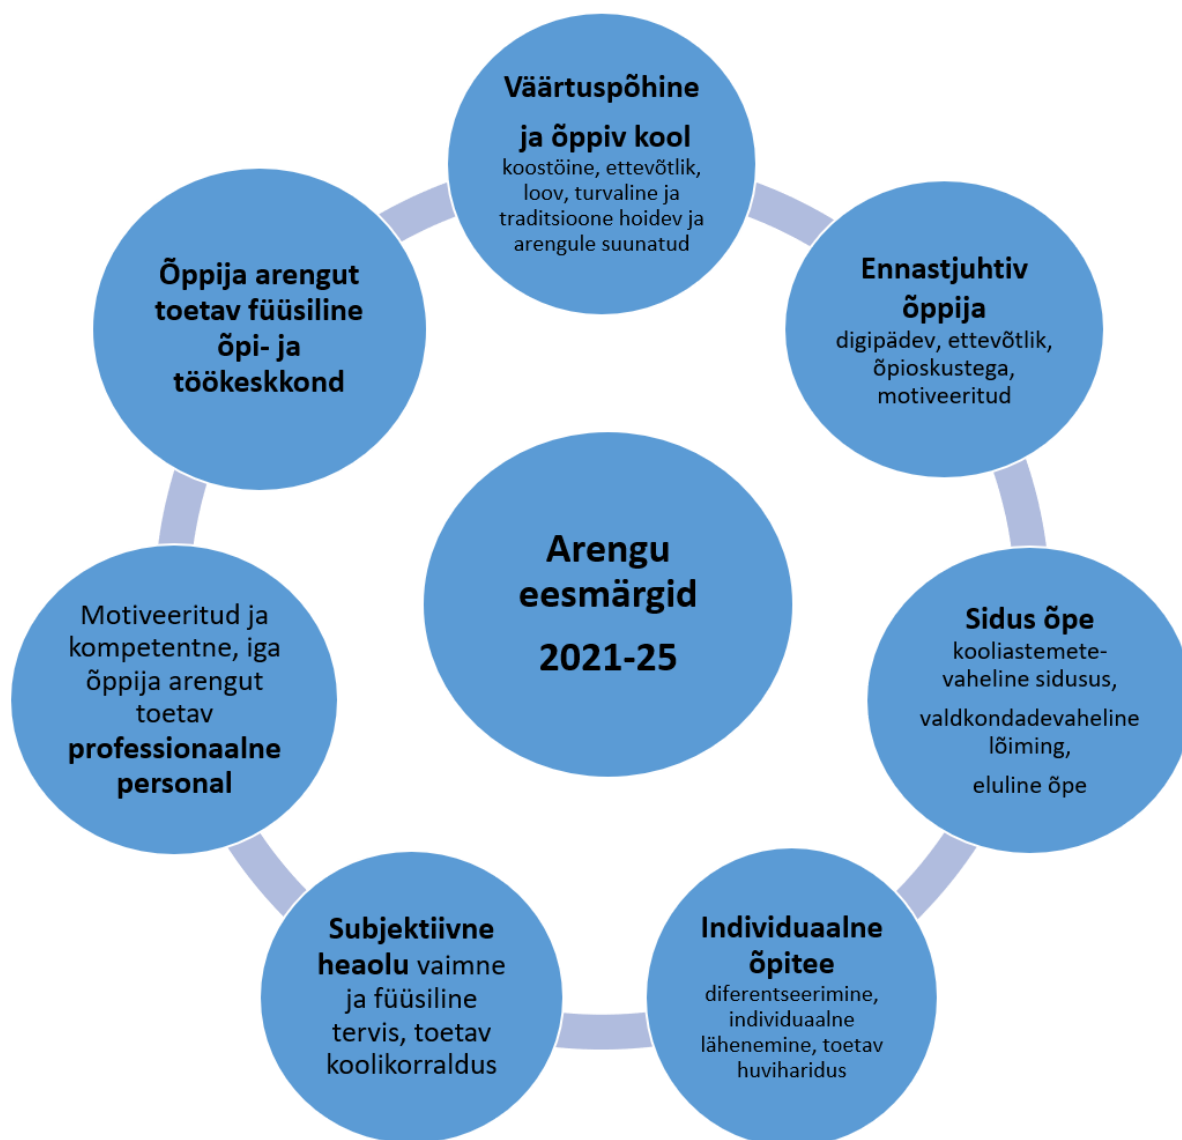 Väärtuspõhine
ja õppiv kool
koostöine, ettevõtlik,
loov, turvaline ja
traditsioone hoidev ja
arengule suunatud
Ennastjuhtiv
õppija
digipädev, ettevõtlik,
õpioskustega,
motiveeritud
Sidus õpe
kooliastemete-
vaheline sidusus,
valdkondadevaheline
lõiming,
eluline õpe
Individuaalne
õpitee
diferentseerimine,
individuaalne
lähenemine, toetav
huviharidus
Subjektiivne
heaolu vaimne
ja füüsiline
tervis, toetav
koolikorraldus
Motiveeritud ja
kompetentne, iga
õppija arengut
toetav
professionaalne
personal
Õppija arengut
toetav füüsiline
õpi- ja
töökeskkond
Arengu
eesmärgid
2021-25